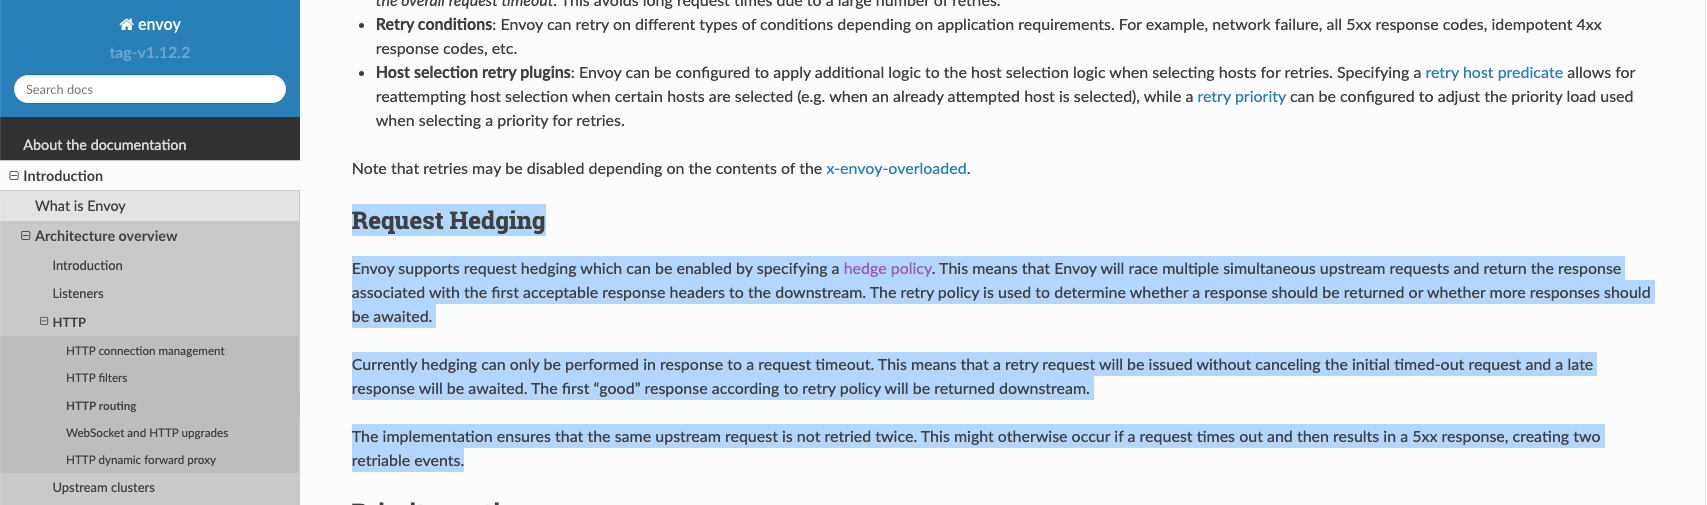 envoy
tag-v1.12.2
Search docs
About the documentation
Introduction
What is Envoy
Architecture overview
Introduction
Listeners
HTTP
HTTP connection management
HTTP filters
HTTP routing
WebSocket and HTTP upgrades
HTTP dynamic forward proxy
Upstream clusters
the overall request timeout. This avoids long request times due to a large number of retries.
• Retry conditions: Envoy can retry on different types of conditions depending on application requirements. For example, network failure, all 5xx response codes, idempotent 4xx
response codes, etc.
• Host selection retry plugins: Envoy can be configured to apply additional logic to the host selection logic when selecting hosts for retries. Specifying a retry host predicate allows for
reattempting host selection when certain hosts are selected (e.g. when an already attempted host is selected), while a retry priority can be configured to adjust the priority load used
when selecting a priority for retries.
Note that retries may be disabled depending on the contents of the x-envoy-overloaded.
Request Hedging
Envoy supports request hedging which can be enabled by specifying a hedge policy. This means that Envoy will race multiple simultaneous upstream requests and return the response
associated with the first acceptable response headers to the downstream. The retry policy is used to determine whether a response should be returned or whether more responses should
be awaited.
Currently hedging can only be performed in response to a request timeout. This means that a retry request will be issued without canceling the initial timed-out request and a late
response will be awaited. The first “good” response according to retry policy will be returned downstream.
The implementation ensures that the same upstream request is not retried twice. This might otherwise occur if a request times out and then results in a 5xx response, creating two
retriable events.